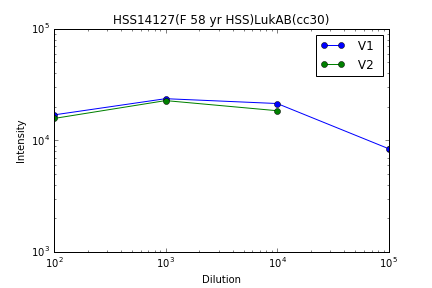 HSS14127(F 58 yr HSS)LukAB(cc30)
10^5
V1
V2
10^4
10^3
Intensity
10^2
10^3
10^4
10^5
Dilution